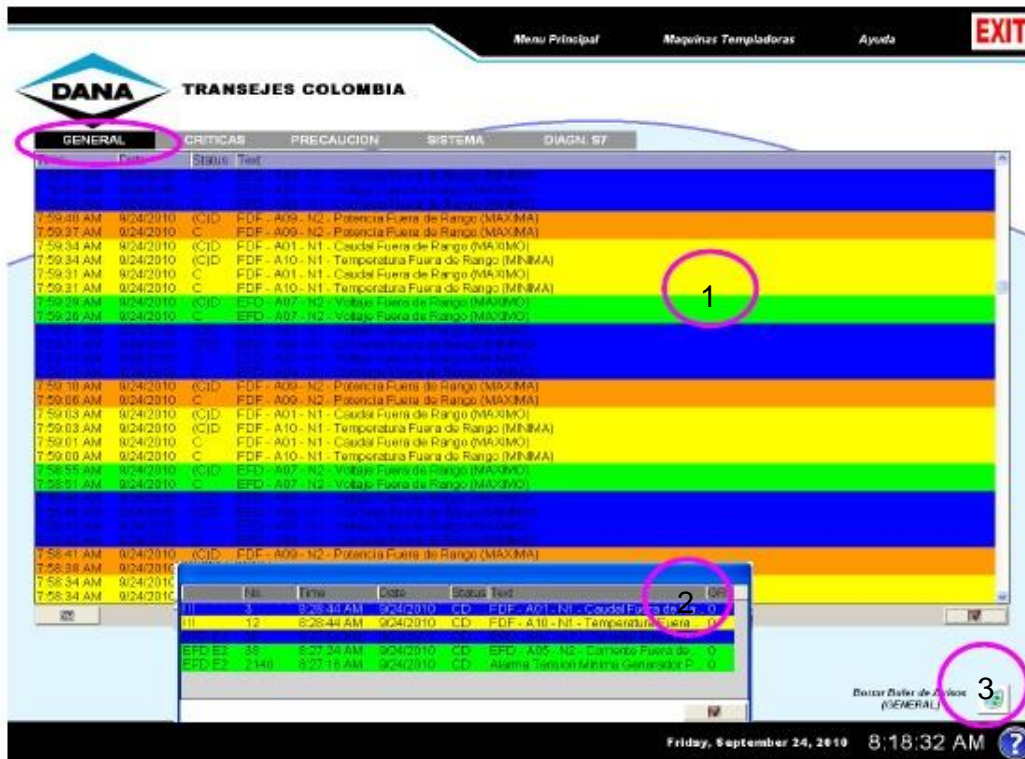 Menu Principal Maquinas Templadoras Ayuda EXIT
DANA TRANSEJES COLOMBIA
GENERAL CRITICAS PRECAUCION SISTEMA DIAGN. S7
Time Date Status Text
7:59:40 AM 9/24/2010 (C)D FDF - A09 - N2 - Potencia Fuera de Rango (MAXIMA)
7:59:37 AM 9/24/2010 C FDF - A09 - N2 - Potencia Fuera de Rango (MAXIMA)
7:59:34 AM 9/24/2010 (C)D FDF - A01 - N1 - Caudal Fuera de Rango (MAXIMO)
7:59:34 AM 9/24/2010 (C)D FDF - A10 - N1 - Temperatura Fuera de Rango (MINIMA)
7:59:31 AM 9/24/2010 C FDF - A01 - N1 - Caudal Fuera de Rango (MAXIMO)
7:59:31 AM 9/24/2010 C FDF - A10 - N1 - Temperatura Fuera de Rango (MINIMA)
1
7:59:29 AM 9/24/2010 (C)D EFD - A07 - N2 - Voltaje Fuera de Rango (MAXIMO)
7:59:26 AM 9/24/2010 C EFD - A07 - N2 - Voltaje Fuera de Rango (MAXIMO)
7:59:10 AM 9/24/2010 (C)D FDF - A09 - N2 - Potencia Fuera de Rango (MAXIMA)
7:59:06 AM 9/24/2010 C FDF - A09 - N2 - Potencia Fuera de Rango (MAXIMA)
7:59:03 AM 9/24/2010 (C)D FDF - A01 - N1 - Caudal Fuera de Rango (MAXIMO)
7:59:03 AM 9/24/2010 (C)D FDF - A10 - N1 - Temperatura Fuera de Rango (MINIMA)
7:59:01 AM 9/24/2010 C FDF - A01 - N1 - Caudal Fuera de Rango (MAXIMO)
7:59:00 AM 9/24/2010 C FDF - A10 - N1 - Temperatura Fuera de Rango (MINIMA)
7:58:55 AM 9/24/2010 (C)D EFD - A07 - N2 - Voltaje Fuera de Rango (MAXIMO)
7:58:51 AM 9/24/2010 C EFD - A07 - N2 - Voltaje Fuera de Rango (MAXIMO)
7:58:41 AM 9/24/2010 (C)D FDF - A09 - N2 - Potencia Fuera de Rango (MAXIMA)
7:58:38 AM 9/24/2010
7:58:34 AM 9/24/2010
7:58:34 AM 9/24/2010
No. Time Date Status Text GR
!!! 3 8:28:44 AM 9/24/2010 CD FDF - A01 - N1 - Caudal Fuera de 0
2
!!! 12 8:28:44 AM 9/24/2010 CD FDF - A10 - N1 - Temperatura Fuera... 0
EFD E2 38 8:27:34 AM 9/24/2010 CD EFD - A05 - N2 - Corriente Fuera de... 0
EFD E2 2140 8:27:16 AM 9/24/2010 CD Alarma Tension Minima Generador P... 0
Borrar Bufer de Avisos
(GENERAL)
3
Friday, September 24, 2010 8:18:32 AM ?